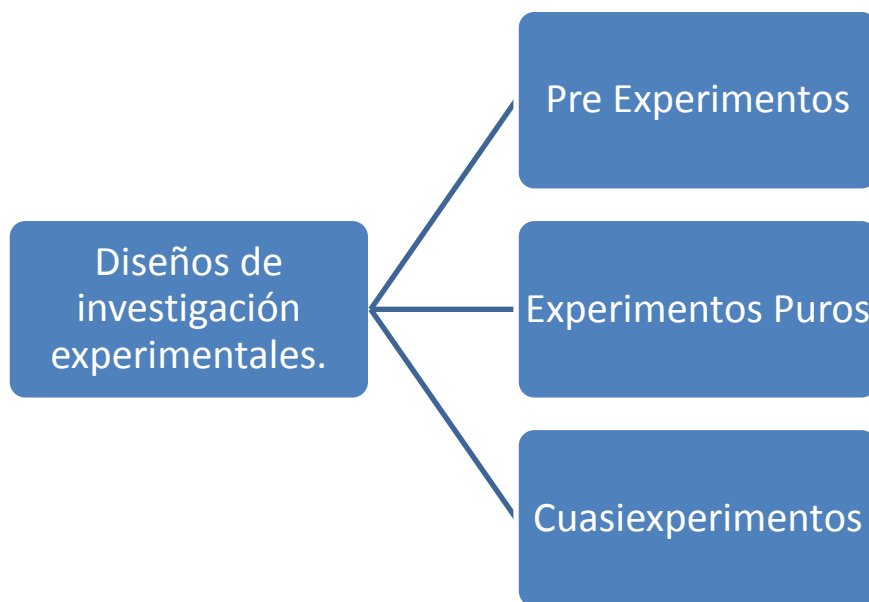 Pre Experimentos
Diseños de
investigación
experimentales.
Experimentos Puros
Cuasiexperimentos